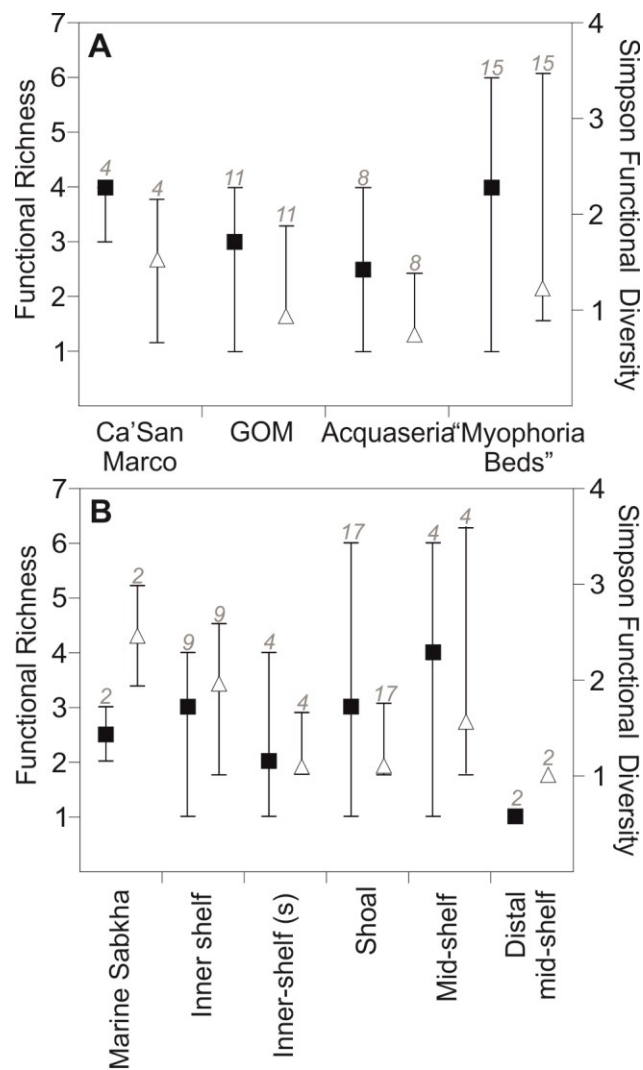 A
7
6
5
4
3
2
1
Functional Richness
4
3
2
1
Simpson Functional Diversity
4
4
11
11
8
8
15
15
Ca'San
Marco
GOM
Acquaseria
"Myophoria
Beds"
B
7
6
5
4
3
2
1
Functional Richness
4
3
2
1
Simpson Functional Diversity
2
2
9
9
4
4
17
17
4
4
2
2
Marine Sabkha
Inner shelf
Inner-shelf (s)
Shoal
Mid-shelf
Distal
mid-shelf